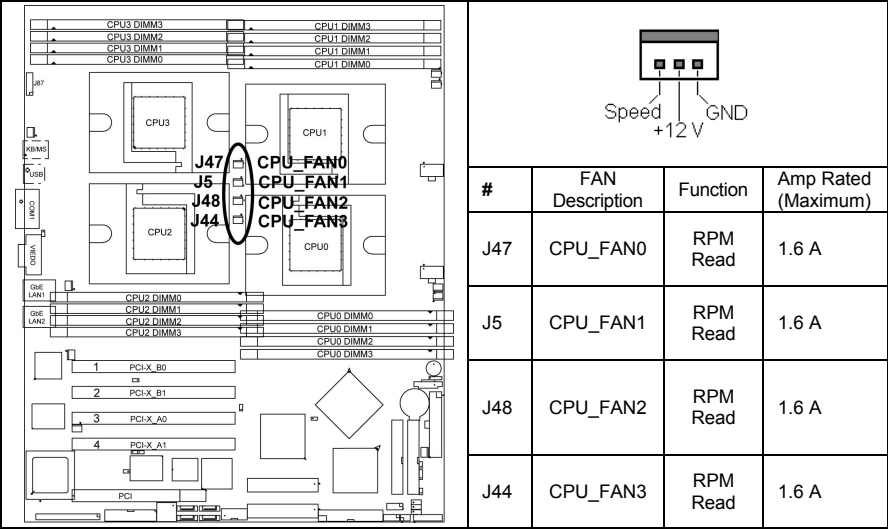 CPU3 DIMM3
CPU3 DIMM2
CPU3 DIMM1
CPU3 DIMM0
CPU1 DIMM3
CPU1 DIMM2
CPU1 DIMM1
CPU1 DIMM0
J87
CPU3
CPU1
KB/MS
USB
COM1
VIEDO
J47 CPU_FAN0
J5 CPU_FAN1
J48 CPU_FAN2
J44 CPU_FAN3
CPU2
CPU0
GbE
LAN1
GbE
LAN2
CPU2 DIMM0
CPU2 DIMM1
CPU2 DIMM2
CPU2 DIMM3
CPU0 DIMM0
CPU0 DIMM1
CPU0 DIMM2
CPU0 DIMM3
1 PCI-X_B0
2 PCI-X_B1
3 PCI-X_A0
4 PCI-X_A1
PCI
Speed
+12 V
GND
# FAN Description Function Amp Rated (Maximum)
J47 CPU_FAN0 RPM Read 1.6 A
J5 CPU_FAN1 RPM Read 1.6 A
J48 CPU_FAN2 RPM Read 1.6 A
J44 CPU_FAN3 RPM Read 1.6 A